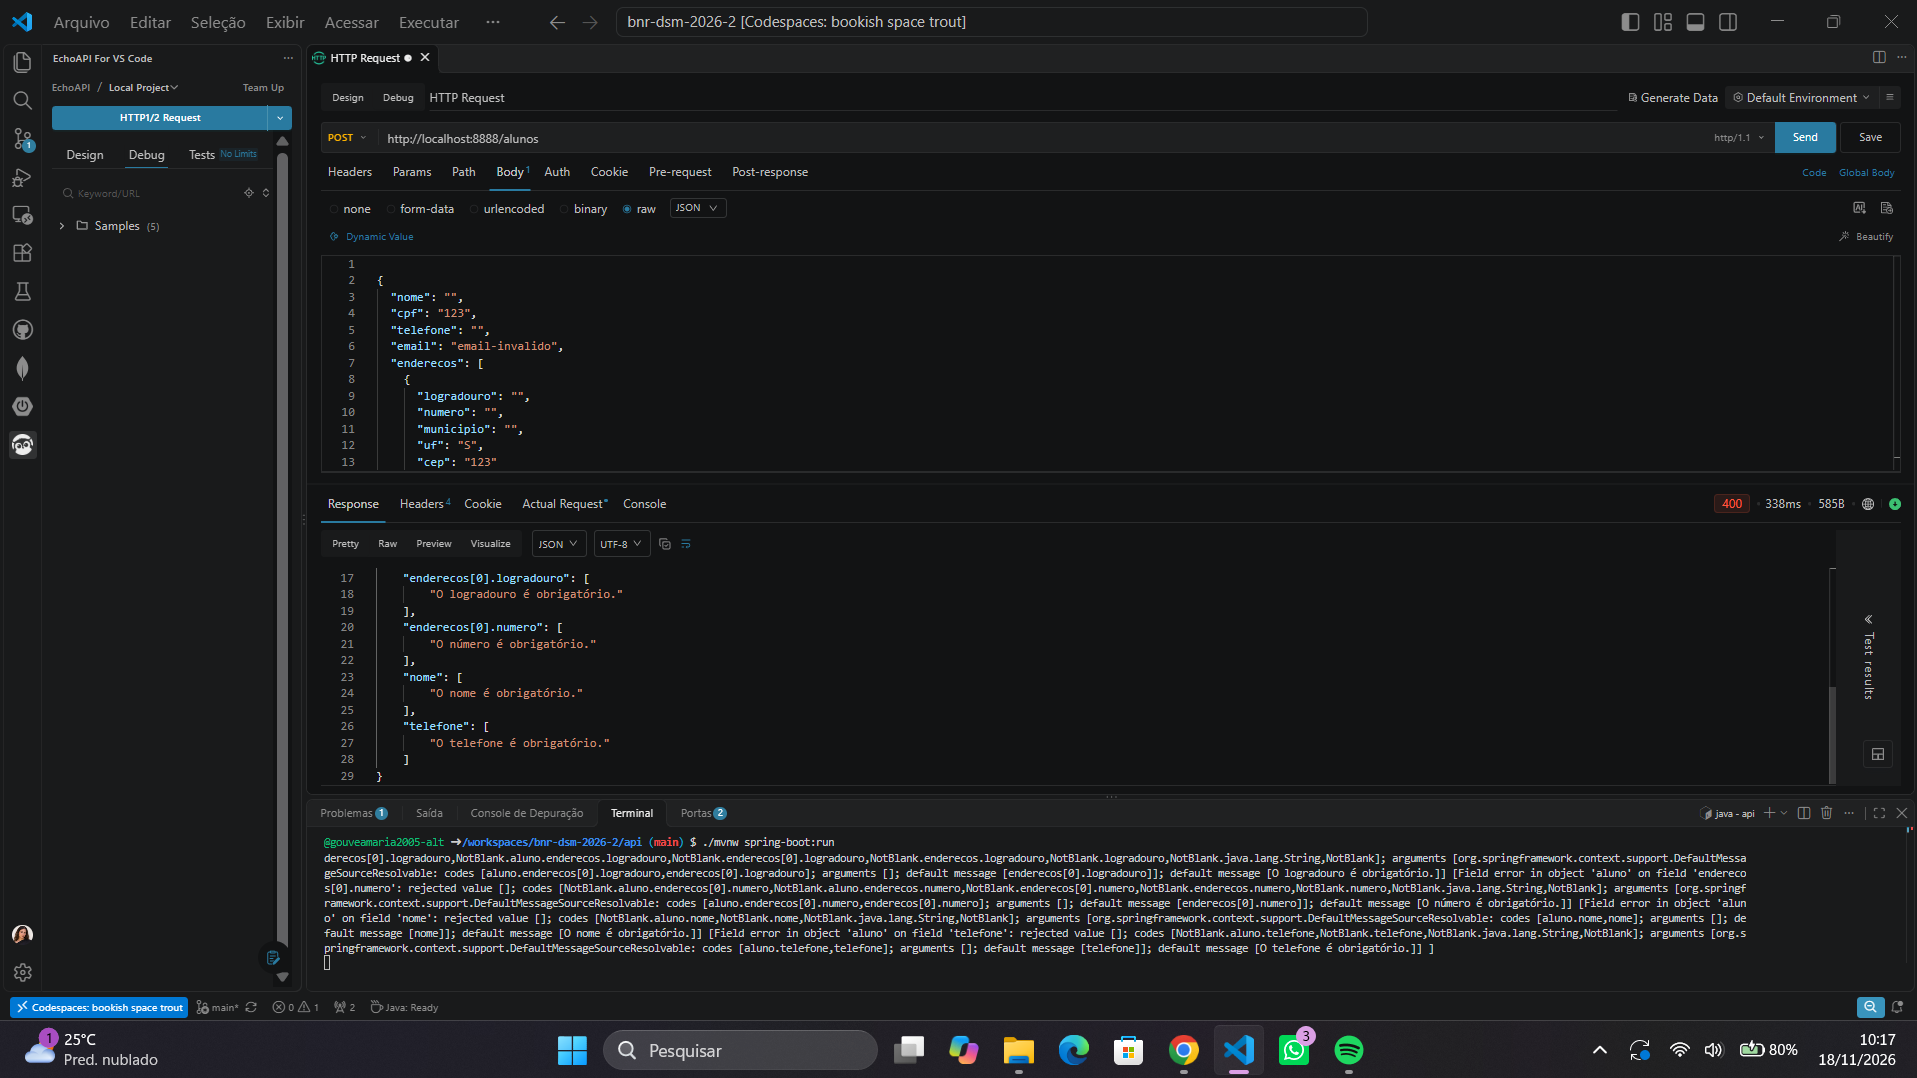 Arquivo Editar Seleção Exibir Acessar Executar ··· bnr-dsm-2026-2 [Codespaces: bookish space trout]
EchoAPI For VS Code ···
HTTP Request
EchoAPI / Local Project Team Up
HTTP1/2 Request
Design Debug Tests No Limits
Keyword/URL
Samples (5)
Design Debug HTTP Request Generate Data Default Environment
POST http://localhost:8888/alunos http/1.1 Send Save
Headers Params Path Body 1 Auth Cookie Pre-request Post-response Code Global Body
none form-data urlencoded binary raw JSON
Dynamic Value Beautify
1
2 {
3 "nome": "",
4 "cpf": "123",
5 "telefone": "",
6 "email": "email-invalido",
7 "enderecos": [
8 {
9 "logradouro": "",
10 "numero": "",
11 "municipio": "",
12 "uf": "S",
13 "cep": "123"
Response Headers 4 Cookie Actual Request Console 400 338ms 585B
Pretty Raw Preview Visualize JSON UTF-8
17 "enderecos[0].logradouro": [
18 "O logradouro é obrigatório."
19 ],
20 "enderecos[0].numero": [
21 "O número é obrigatório."
22 ],
23 "nome": [
24 "O nome é obrigatório."
25 ],
26 "telefone": [
27 "O telefone é obrigatório."
28 ]
29 }
Test results
Problemas 1 Saída Console de Depuração Terminal Portas 2 java - api
@gouveamaria2005-alt ➜/workspaces/bnr-dsm-2026-2/api (main) $ ./mvnw spring-boot:run
derecos[0].logradouro,NotBlank.aluno.enderecos.logradouro,NotBlank.enderecos[0].logradouro,NotBlank.enderecos.logradouro,NotBlank.logradouro,NotBlank.java.lang.String,NotBlank]; arguments [org.springframework.context.support.DefaultMessa
geSourceResolvable: codes [aluno.enderecos[0].logradouro,enderecos[0].logradouro]; arguments []; default message [enderecos[0].logradouro]]; default message [O logradouro é obrigatório.]] [Field error in object 'aluno' on field 'endereco
s[0].numero': rejected value []; codes [NotBlank.aluno.enderecos[0].numero,NotBlank.aluno.enderecos.numero,NotBlank.enderecos[0].numero,NotBlank.enderecos.numero,NotBlank.numero,NotBlank.java.lang.String,NotBlank]; arguments [org.springf
ramework.context.support.DefaultMessageSourceResolvable: codes [aluno.enderecos[0].numero,enderecos[0].numero]; arguments []; default message [enderecos[0].numero]]; default message [O número é obrigatório.]] [Field error in object 'alun
o' on field 'nome': rejected value []; codes [NotBlank.aluno.nome,NotBlank.nome,NotBlank.java.lang.String,NotBlank]; arguments [org.springframework.context.support.DefaultMessageSourceResolvable: codes [aluno.nome,nome]; arguments []; de
fault message [nome]]; default message [O nome é obrigatório.]] [Field error in object 'aluno' on field 'telefone': rejected value []; codes [NotBlank.aluno.telefone,NotBlank.telefone,NotBlank.java.lang.String,NotBlank]; arguments [org.s
pringframework.context.support.DefaultMessageSourceResolvable: codes [aluno.telefone,telefone]; arguments []; default message [telefone]]; default message [O telefone é obrigatório.]] ]
Codespaces: bookish space trout main* 0 1 2 Java: Ready
1 25°C
Pred. nublado
Pesquisar
3
80%
10:17
18/11/2026